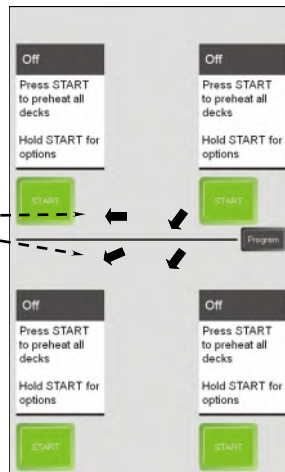 Off
Press START
to preheat all
decks
Hold START for
options
START
Off
Press START
to preheat all
decks
Hold START for
options
START
Program
Off
Press START
to preheat all
decks
Hold START for
options
START
Off
Press START
to preheat all
decks
Hold START for
options
START